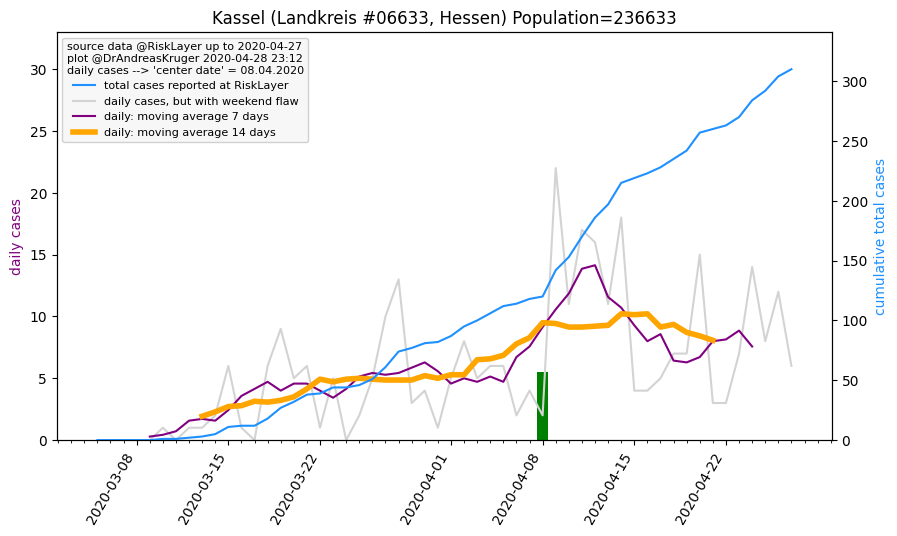 Kassel (Landkreis #06633, Hessen) Population=236633
source data @RiskLayer up to 2020-04-27
plot @DrAndreasKruger 2020-04-28 23:12
daily cases --> 'center date' = 08.04.2020
total cases reported at RiskLayer
daily cases, but with weekend flaw
daily: moving average 7 days
daily: moving average 14 days
daily cases
30
25
20
15
10
5
0
cumulative total cases
300
250
200
150
100
50
0
2020-03-08
2020-03-15
2020-03-22
2020-04-01
2020-04-08
2020-04-15
2020-04-22